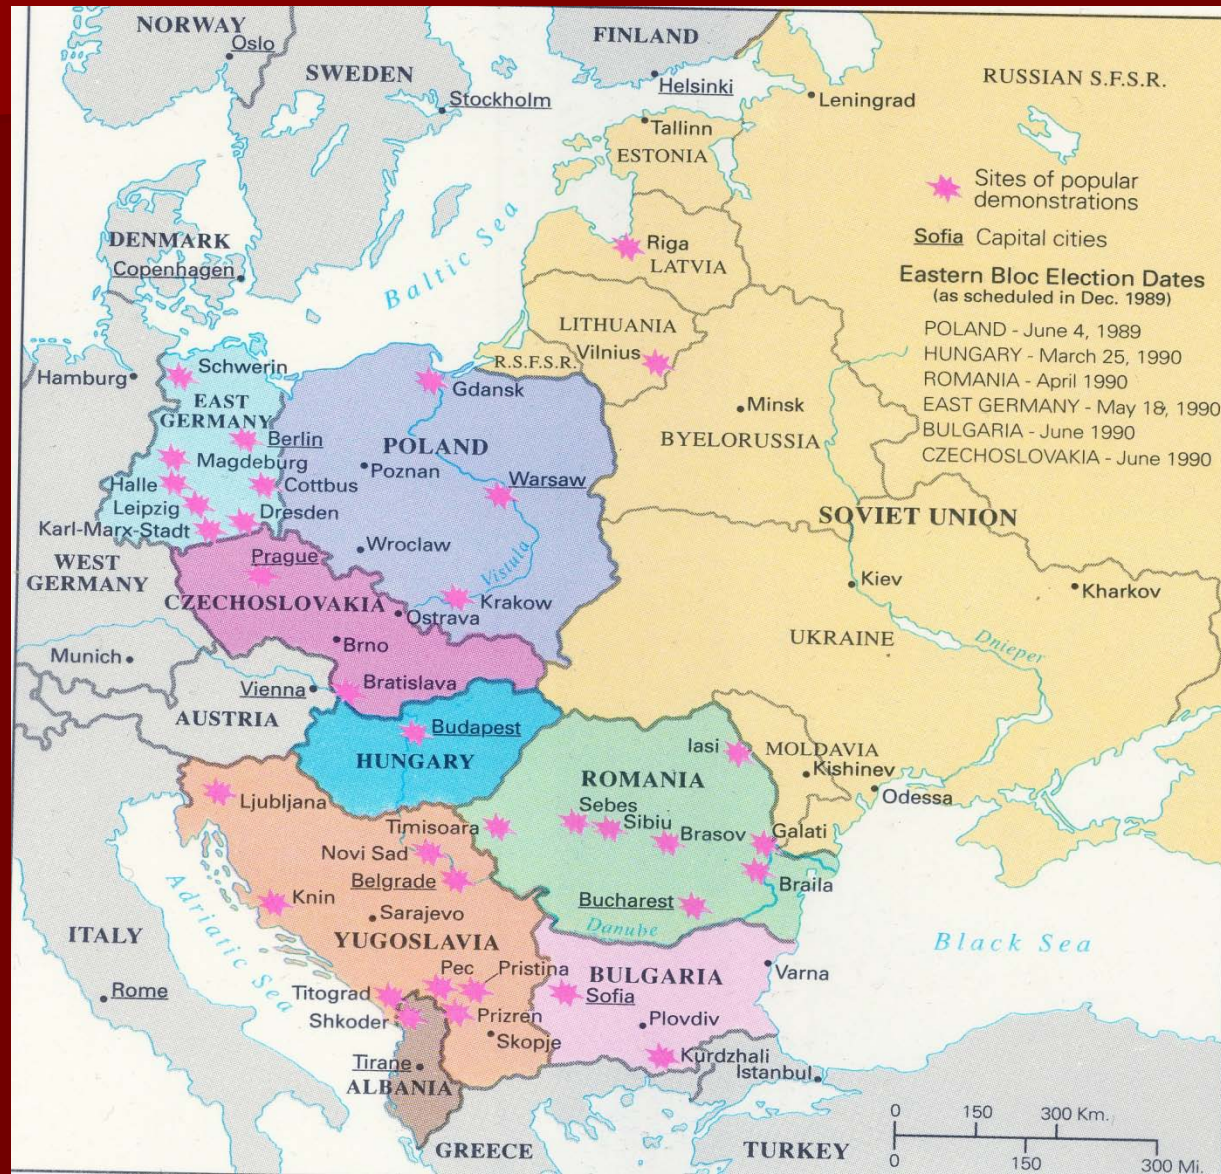 NORWAY
Oslo
SWEDEN
Stockholm
FINLAND
Helsinki
RUSSIAN S.F.S.R.
Leningrad
Tallinn
ESTONIA
Sites of popular
demonstrations
Sofia Capital cities
Eastern Bloc Election Dates
(as scheduled in Dec. 1989)
POLAND - June 4, 1989
HUNGARY - March 25, 1990
ROMANIA - April 1990
EAST GERMANY - May 18, 1990
BULGARIA - June 1990
CZECHOSLOVAKIA - June 1990
DENMARK
Copenhagen
Baltic Sea
Riga
LATVIA
LITHUANIA
Vilnius
R.S.F.S.R.
Hamburg
Schwerin
EAST
GERMANY
Berlin
Magdeburg
Halle
Cottbus
Leipzig
Dresden
Karl-Marx-Stadt
WEST
GERMANY
Gdansk
POLAND
Poznan
Warsaw
Wroclaw
Vistula
Krakow
Minsk
BYELORUSSIA
SOVIET UNION
Kiev
Kharkov
UKRAINE
Dnieper
Prague
CZECHOSLOVAKIA
Ostrava
Brno
Bratislava
Munich
Vienna
AUSTRIA
Budapest
HUNGARY
Iasi
MOLDAVIA
Kishinev
Odessa
ROMANIA
Sebes
Sibiu
Brasov
Galati
Timisoara
Braila
Bucharest
Danube
Ljubljana
Novi Sad
Belgrade
Knin
Sarajevo
YUGOSLAVIA
Adriatic Sea
ITALY
Rome
Pec
Pristina
Titograd
Shkoder
Prizren
Skopje
Tirane
ALBANIA
BULGARIA
Sofia
Varna
Plovdiv
Kurdzhali
Istanbul
Black Sea
GREECE
TURKEY
0 150 300 Km.
0 150 300 Mi.